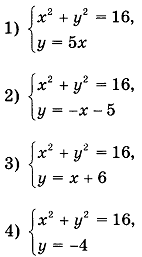 1) { x² + y² = 16,
y = 5x
2) { x² + y² = 16,
y = -x - 5
3) { x² + y² = 16,
y = x + 6
4) { x² + y² = 16,
y = -4